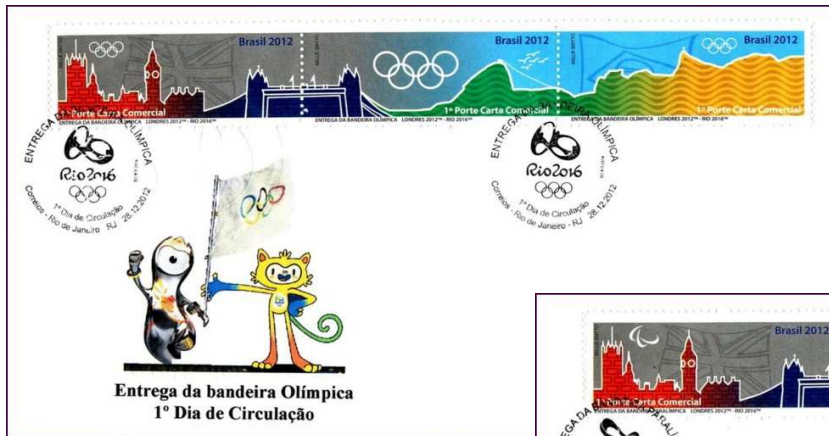 Brasil 2012
Brasil 2012
Brasil 2012
1º Porte Carta Comercial
1º Porte Carta Comercial
1º Porte Carta Comercial
ENTREGA DA BANDEIRA OLÍMPICA LONDRES 2012™ - RIO 2016™
ENTREGA DA BANDEIRA OLÍMPICA LONDRES 2012™ - RIO 2016™
ENTREGA DA BANDEIRA OLÍMPICA LONDRES 2012™ - RIO 2016™
ENTREGA DA BANDEIRA OLÍMPICA
Rio2016
1º Dia de Circulação
Correios - Rio de Janeiro - RJ 28.12.2012
ENTREGA DA BANDEIRA OLÍMPICA
Rio2016
1º Dia de Circulação
Correios - Rio de Janeiro - RJ 28.12.2012
Entrega da bandeira Olímpica
1º Dia de Circulação
Brasil 2012
1º Porte Carta Comercial
ENTREGA DA BANDEIRA PARALÍMPICA LONDRES 2012™ - RIO 2016™